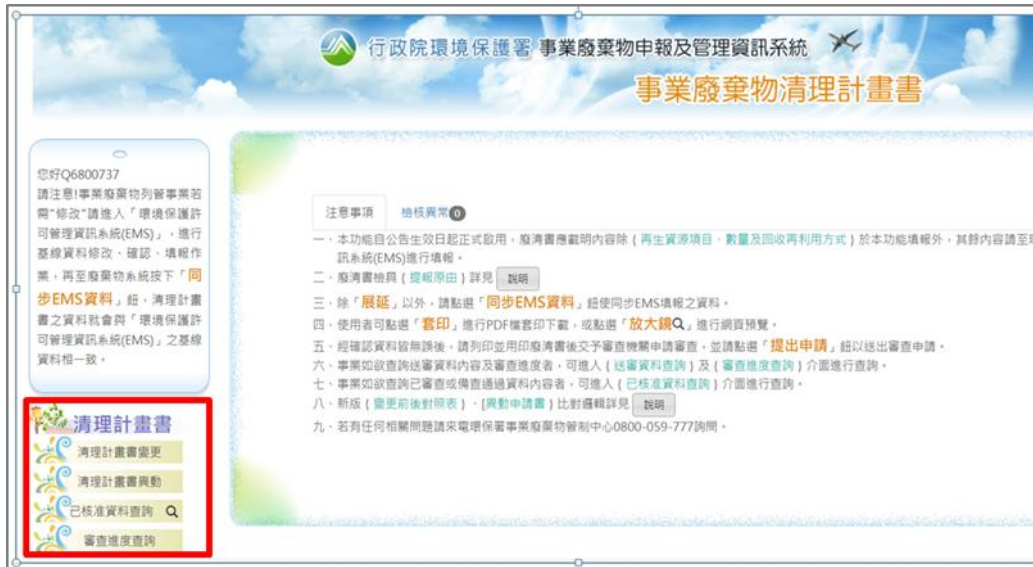 行政院環境保護署 事業廢棄物申報及管理資訊系統
事業廢棄物清理計畫書
您好Q6800737
請注意!事業廢棄物列管事業若
需"修改"請進入「環境保護許
可管理資訊系統(EMS)」，進行
基線資料修改、確認、填報作
業，再至廢棄物系統按下「同
步EMS資料」鈕，清理計畫
書之資料就會與「環境保護許
可管理資訊系統(EMS)」之基線
資料相一致。
清理計畫書
清理計畫書變更
清理計畫書異動
已核准資料查詢
審查進度查詢
注意事項 檢核異常0
一、本功能自公告生效日起正式啟用，廢清書應載明內容除 ( 再生資源項目、數量及回收再利用方式 ) 於本功能填報外，其餘內容請至環
訊系統(EMS)進行填報。
二、廢清書檢具 ( 提報原由 ) 詳見 說明
三、除「展延」以外，請點選「同步EMS資料」鈕使同步EMS填報之資料。
四、使用者可點選「套印」進行PDF檔套印下載，或點選「放大鏡」進行網頁預覽。
五、經確認資料皆無誤後，請列印並用印廢清書後交予審查機關申請審查，並請點選「提出申請」鈕以送出審查申請。
六、事業如欲查詢送審資料內容及審查進度者，可進人 ( 送審資料查詢 ) 及 ( 審查進度查詢 ) 介面進行查詢。
七、事業如欲查詢已審查或備查通過資料內容者，可進人 ( 已核准資料查詢 ) 介面進行查詢。
八、新版 ( 變更前後對照表 ) 、[異動申請書 ) 比對邏輯詳見 說明
九、若有任何相關問題請來電環保署事業廢棄物管制中心0800-059-777詢問。